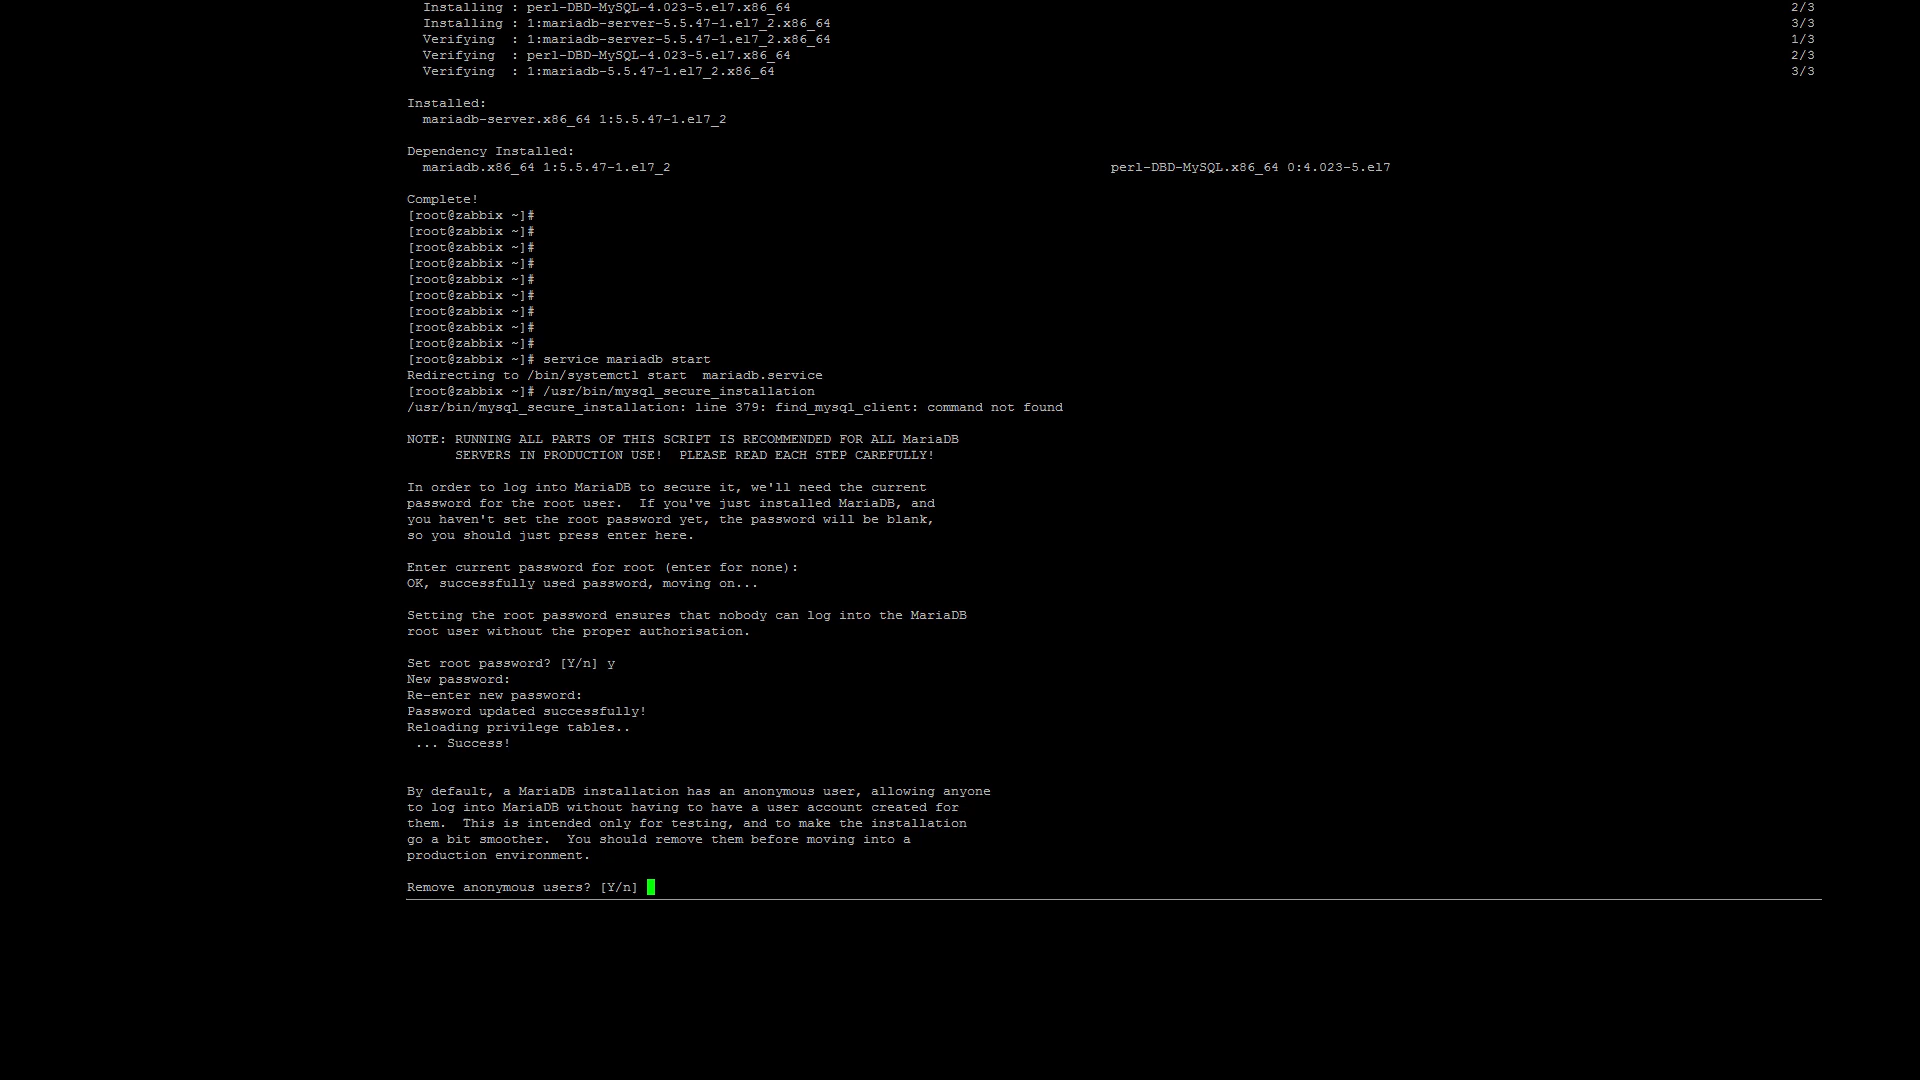 Installing : perl-DBD-MySQL-4.023-5.el7.x86_64 2/3
Installing : 1:mariadb-server-5.5.47-1.el7_2.x86_64 3/3
Verifying  : 1:mariadb-server-5.5.47-1.el7_2.x86_64 1/3
Verifying  : perl-DBD-MySQL-4.023-5.el7.x86_64 2/3
Verifying  : 1:mariadb-5.5.47-1.el7_2.x86_64 3/3
Installed:
mariadb-server.x86_64 1:5.5.47-1.el7_2
Dependency Installed:
mariadb.x86_64 1:5.5.47-1.el7_2 perl-DBD-MySQL.x86_64 0:4.023-5.el7
Complete!
[root@zabbix ~]#
[root@zabbix ~]#
[root@zabbix ~]#
[root@zabbix ~]#
[root@zabbix ~]#
[root@zabbix ~]#
[root@zabbix ~]#
[root@zabbix ~]#
[root@zabbix ~]#
[root@zabbix ~]# service mariadb start
Redirecting to /bin/systemctl start  mariadb.service
[root@zabbix ~]# /usr/bin/mysql_secure_installation
/usr/bin/mysql_secure_installation: line 379: find_mysql_client: command not found
NOTE: RUNNING ALL PARTS OF THIS SCRIPT IS RECOMMENDED FOR ALL MariaDB
SERVERS IN PRODUCTION USE!  PLEASE READ EACH STEP CAREFULLY!
In order to log into MariaDB to secure it, we'll need the current
password for the root user.  If you've just installed MariaDB, and
you haven't set the root password yet, the password will be blank,
so you should just press enter here.
Enter current password for root (enter for none):
OK, successfully used password, moving on...
Setting the root password ensures that nobody can log into the MariaDB
root user without the proper authorisation.
Set root password? [Y/n] y
New password:
Re-enter new password:
Password updated successfully!
Reloading privilege tables..
... Success!
By default, a MariaDB installation has an anonymous user, allowing anyone
to log into MariaDB without having to have a user account created for
them.  This is intended only for testing, and to make the installation
go a bit smoother.  You should remove them before moving into a
production environment.
Remove anonymous users? [Y/n]